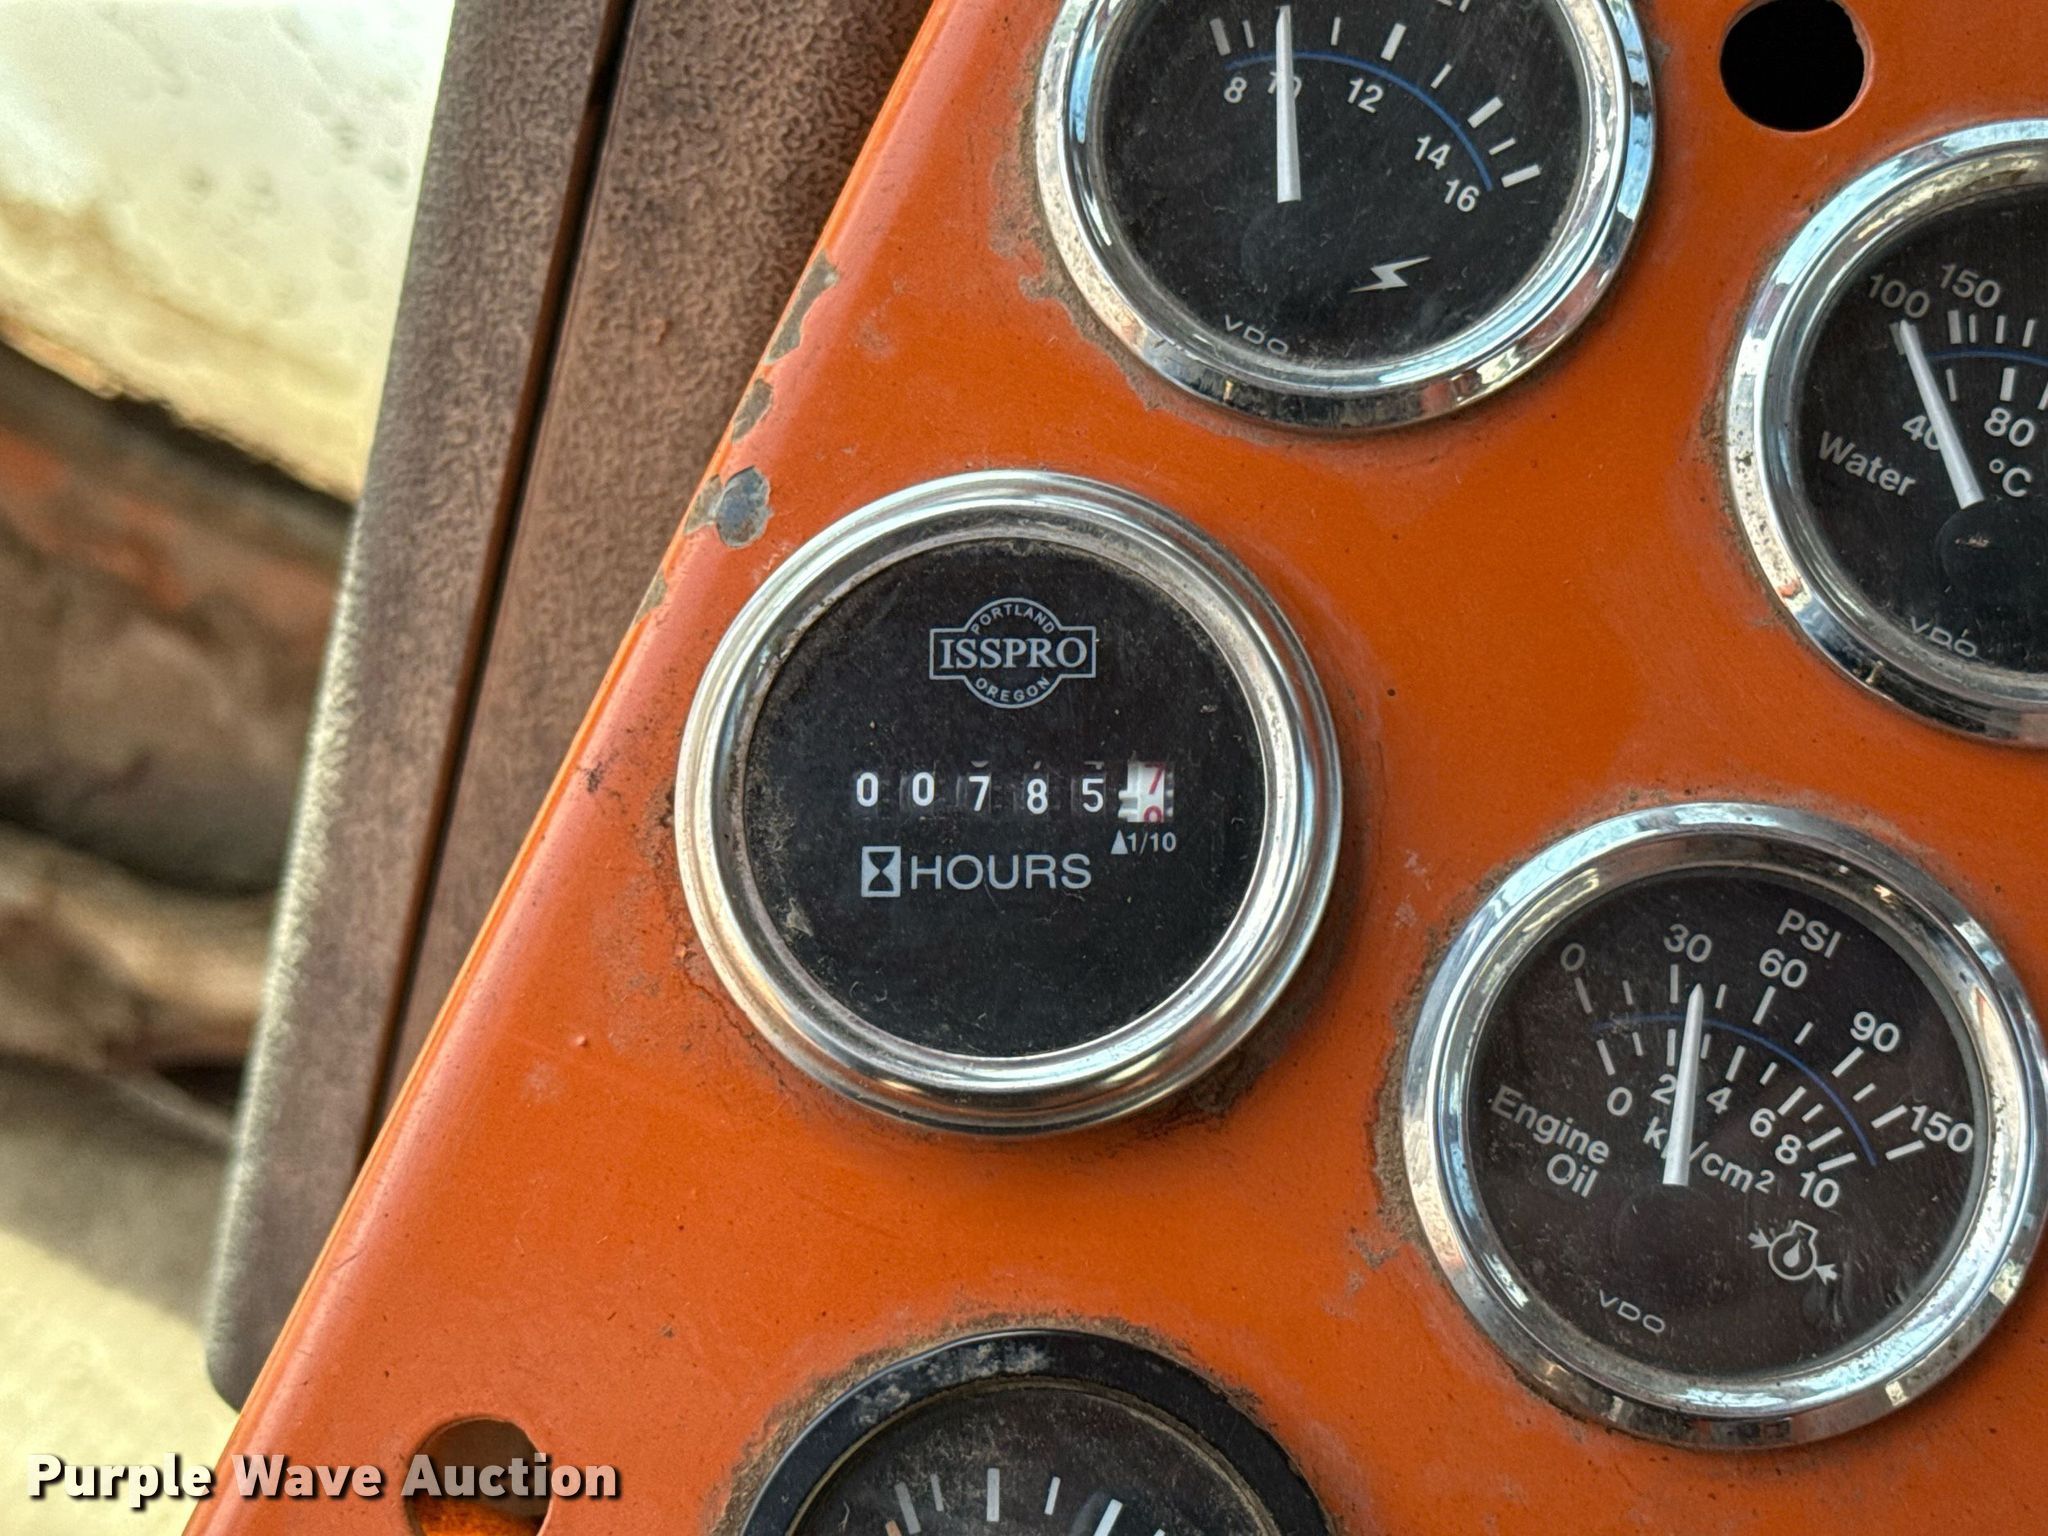 8 10 12 14 16
VDO
100 150
40 80
°C
Water
VDO
PORTLAND
ISSPRO
OREGON
0 0 7 8 5 7
1/10
HOURS
PSI
0 30 60 90 150
0 2 4 6 8 10
/cm2
Engine
Oil
VDO
Purple Wave Auction